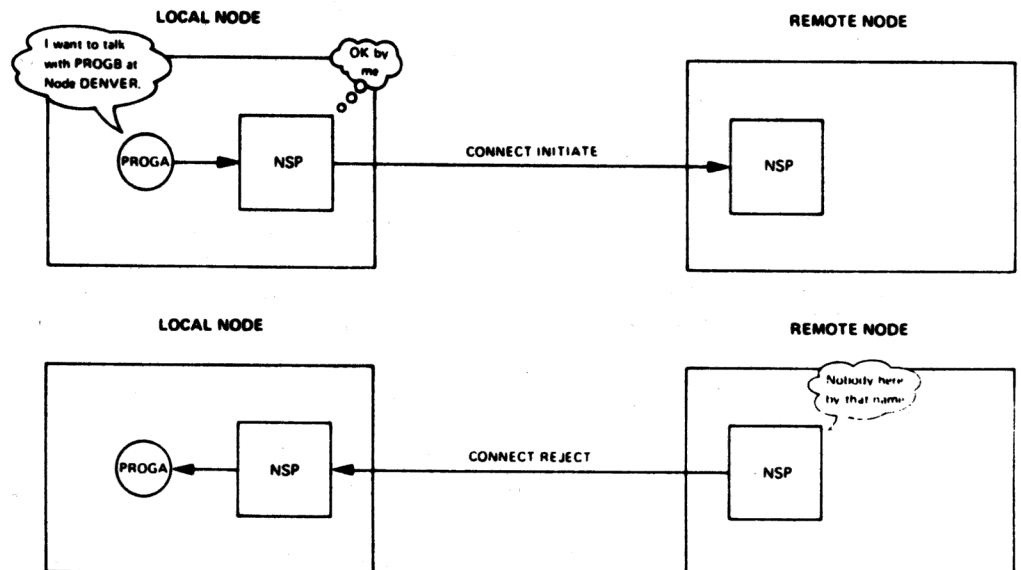 LOCAL NODE
REMOTE NODE
I want to talk
with PROGB at
Node DENVER.
OK by
me
PROGA
NSP
CONNECT INITIATE
NSP
LOCAL NODE
REMOTE NODE
Nobody here
by that name
PROGA
NSP
CONNECT REJECT
NSP